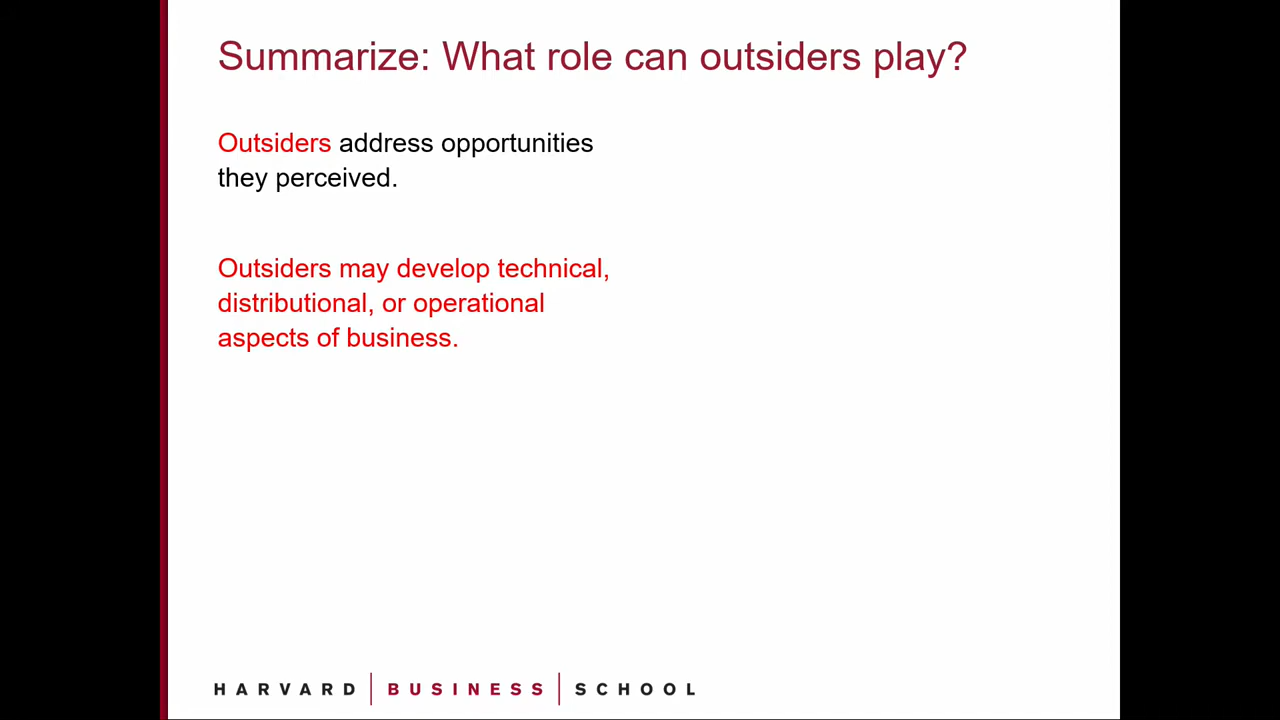 Summarize: What role can outsiders play?
Outsiders address opportunities
they perceived.
Outsiders may develop technical,
distributional, or operational
aspects of business.
HARVARD | BUSINESS | SCHOOL